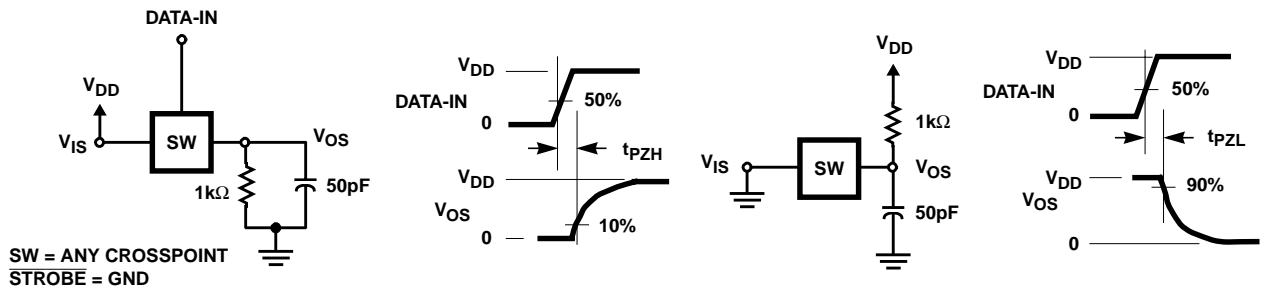 DATA-IN
V_DD
V_IS
SW
V_OS
1kΩ
50pF
SW = ANY CROSSPOINT
STROBE = GND
V_DD
DATA-IN
50%
0
t_PZH
V_DD
V_OS
10%
0
V_DD
1kΩ
V_IS
SW
V_OS
50pF
V_DD
DATA-IN
50%
0
t_PZL
V_DD
90%
V_OS
0